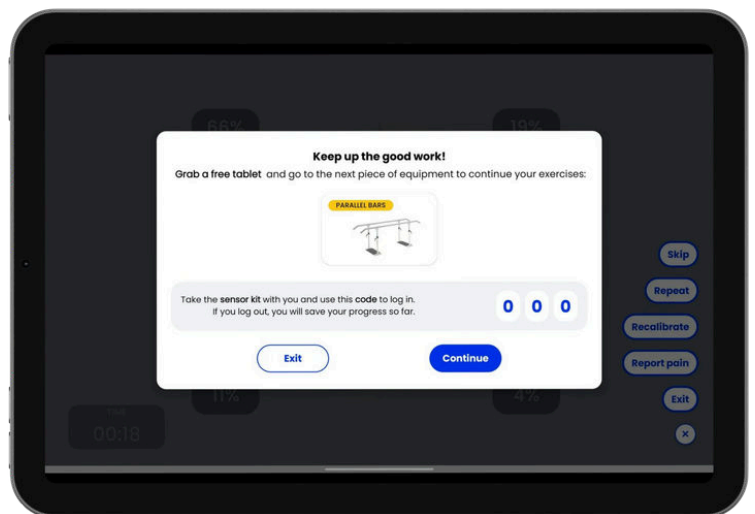 66%
19%
Keep up the good work!
Grab a free tablet and go to the next piece of equipment to continue your exercises:
PARALLEL BARS
Take the sensor kit with you and use this code to log in.
If you log out, you will save your progress so far.
0 0 0
Exit
Continue
Skip
Repeat
Recalibrate
Report pain
Exit
11%
4%
Time
00:18